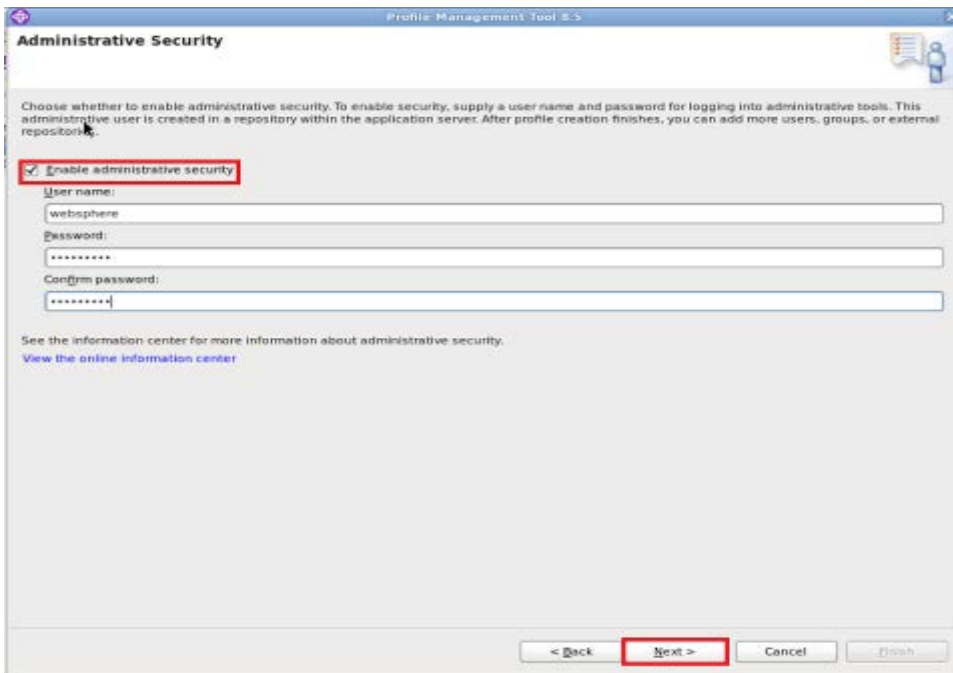 Profile Management Tool 8.5
Administrative Security
Choose whether to enable administrative security. To enable security, supply a user name and password for logging into administrative tools. This
administrative user is created in a repository within the application server. After profile creation finishes, you can add more users, groups, or external
repositories.
Enable administrative security
User name:
websphere
Password:
•••••••••
Confirm password:
•••••••••
See the information center for more information about administrative security.
View the online information center
< Back Next > Cancel Finish